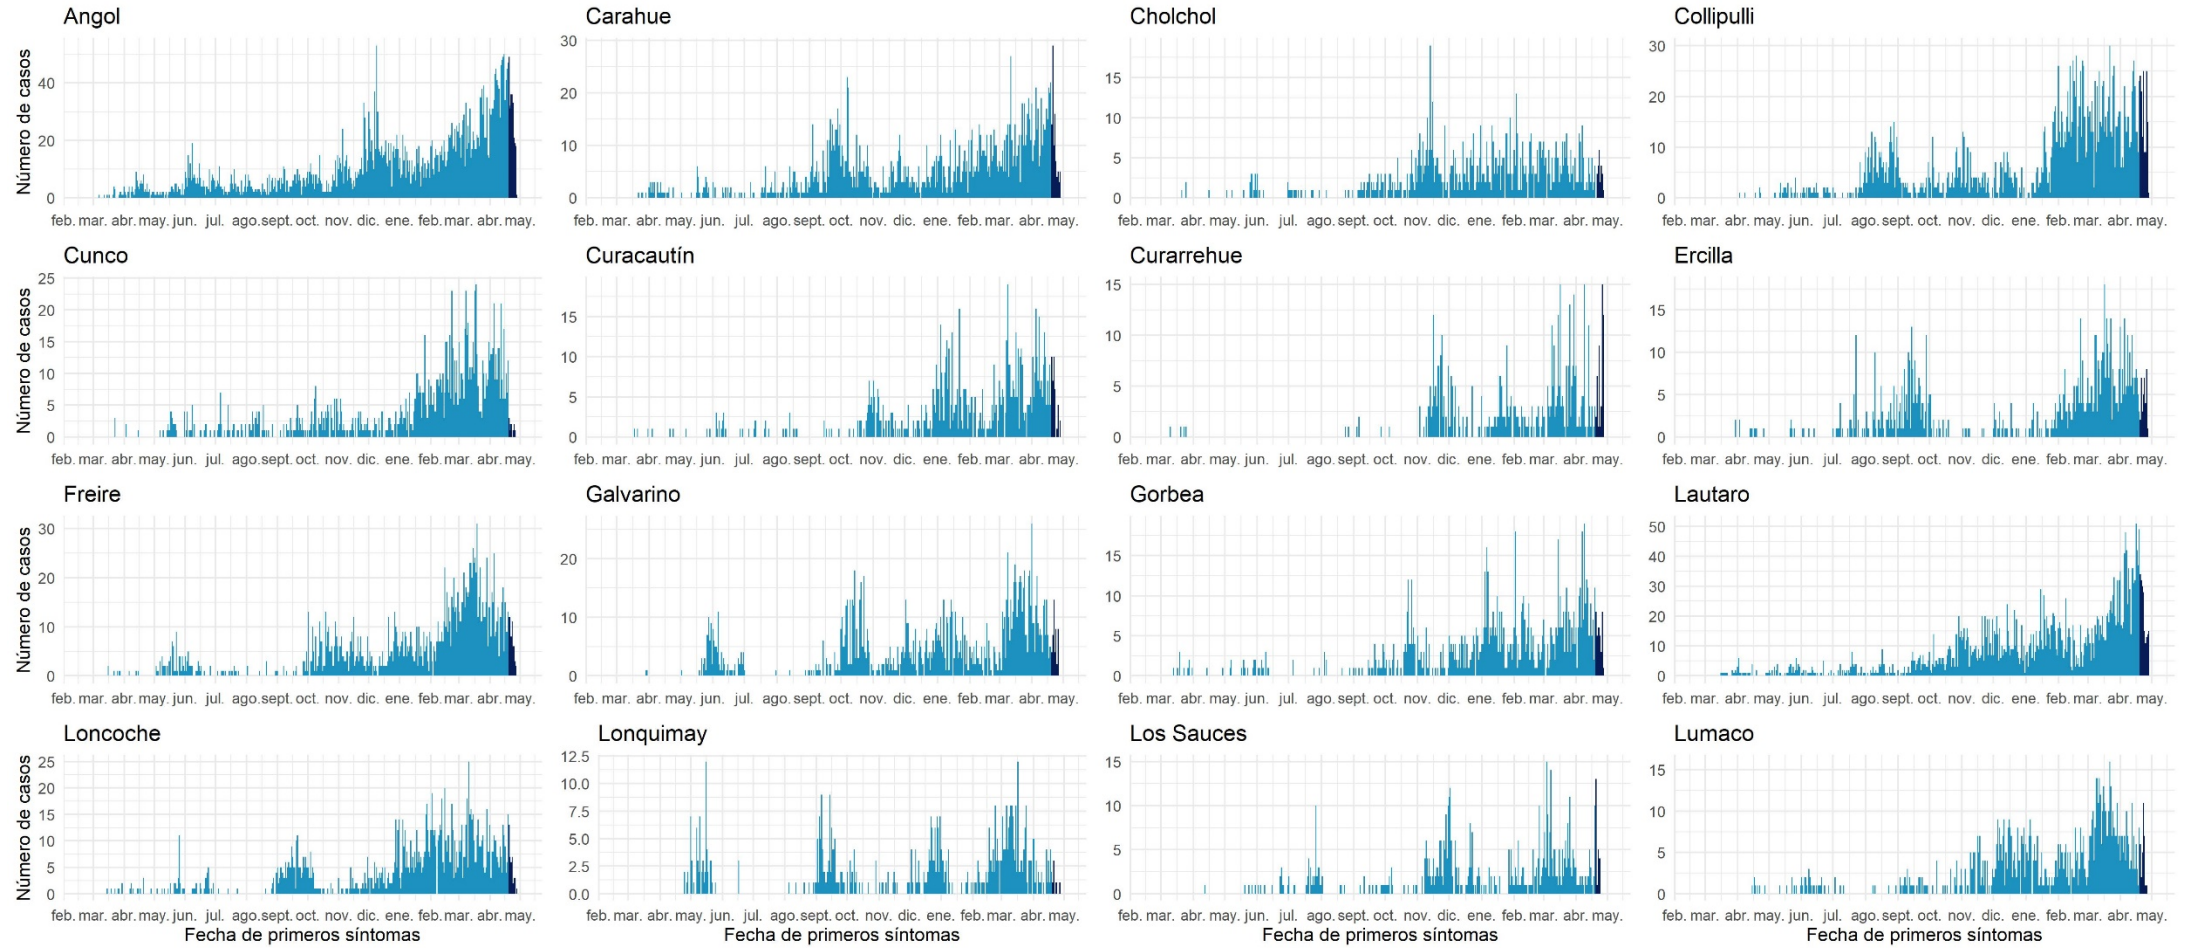 Angol Carahue Cholchol Collipulli
Número de casos
40
20
0
30
20
10
0
15
10
5
0
30
20
10
0
feb. mar. abr. may. jun. jul. ago. sept. oct. nov. dic. ene. feb. mar. abr. may.
feb. mar. abr. may. jun. jul. ago. sept. oct. nov. dic. ene. feb. mar. abr. may.
feb. mar. abr. may. jun. jul. ago. sept. oct. nov. dic. ene. feb. mar. abr. may.
feb. mar. abr. may. jun. jul. ago. sept. oct. nov. dic. ene. feb. mar. abr. may.
Cunco Curacautín Curarrehue Ercilla
Número de casos
25
20
15
10
5
0
15
10
5
0
15
10
5
0
15
10
5
0
feb. mar. abr. may. jun. jul. ago. sept. oct. nov. dic. ene. feb. mar. abr. may.
feb. mar. abr. may. jun. jul. ago. sept. oct. nov. dic. ene. feb. mar. abr. may.
feb. mar. abr. may. jun. jul. ago. sept. oct. nov. dic. ene. feb. mar. abr. may.
feb. mar. abr. may. jun. jul. ago. sept. oct. nov. dic. ene. feb. mar. abr. may.
Freire Galvarino Gorbea Lautaro
Número de casos
30
20
10
0
20
10
0
15
10
5
0
50
40
30
20
10
0
feb. mar. abr. may. jun. jul. ago. sept. oct. nov. dic. ene. feb. mar. abr. may.
feb. mar. abr. may. jun. jul. ago. sept. oct. nov. dic. ene. feb. mar. abr. may.
feb. mar. abr. may. jun. jul. ago. sept. oct. nov. dic. ene. feb. mar. abr. may.
feb. mar. abr. may. jun. jul. ago. sept. oct. nov. dic. ene. feb. mar. abr. may.
Loncoche Lonquimay Los Sauces Lumaco
Número de casos
25
20
15
10
5
0
12.5
10.0
7.5
5.0
2.5
0.0
15
10
5
0
15
10
5
0
feb. mar. abr. may. jun. jul. ago. sept. oct. nov. dic. ene. feb. mar. abr. may.
feb. mar. abr. may. jun. jul. ago. sept. oct. nov. dic. ene. feb. mar. abr. may.
feb. mar. abr. may. jun. jul. ago. sept. oct. nov. dic. ene. feb. mar. abr. may.
feb. mar. abr. may. jun. jul. ago. sept. oct. nov. dic. ene. feb. mar. abr. may.
Fecha de primeros síntomas
Fecha de primeros síntomas
Fecha de primeros síntomas
Fecha de primeros síntomas